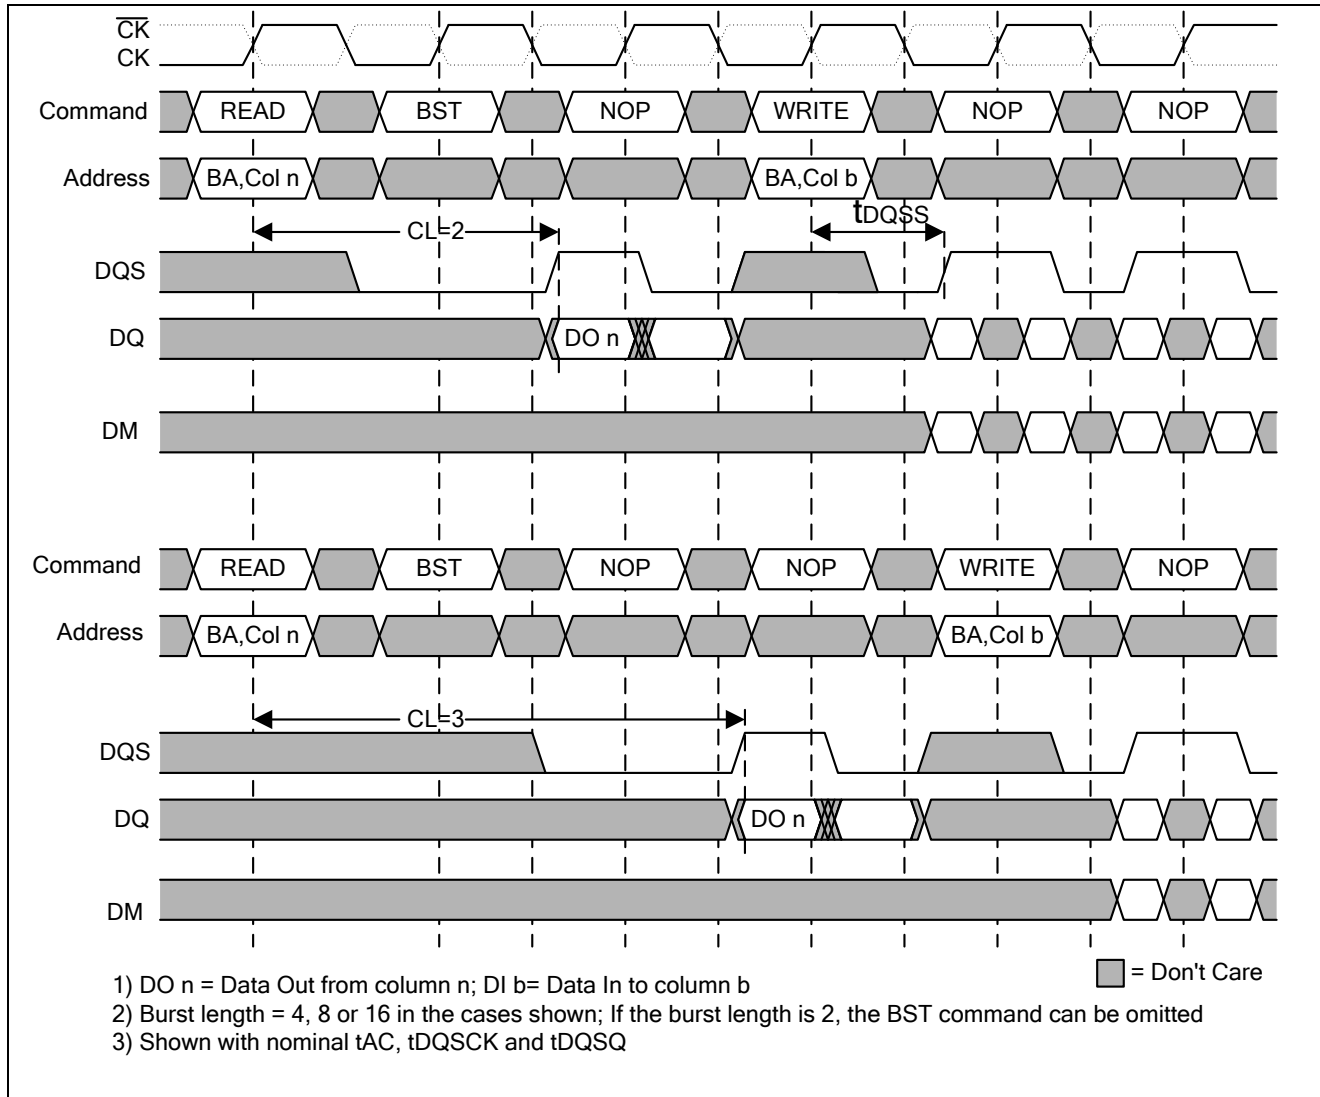 CK
CK
Command READ BST NOP WRITE NOP NOP
Address BA,Col n BA,Col b
CL=2 tDQSS
DQS
DQ DO n
DM
Command READ BST NOP NOP WRITE NOP
Address BA,Col n BA,Col b
CL=3
DQS
DQ DO n
DM
= Don't Care
1) DO n = Data Out from column n; DI b= Data In to column b
2) Burst length = 4, 8 or 16 in the cases shown; If the burst length is 2, the BST command can be omitted
3) Shown with nominal tAC, tDQSCK and tDQSQ